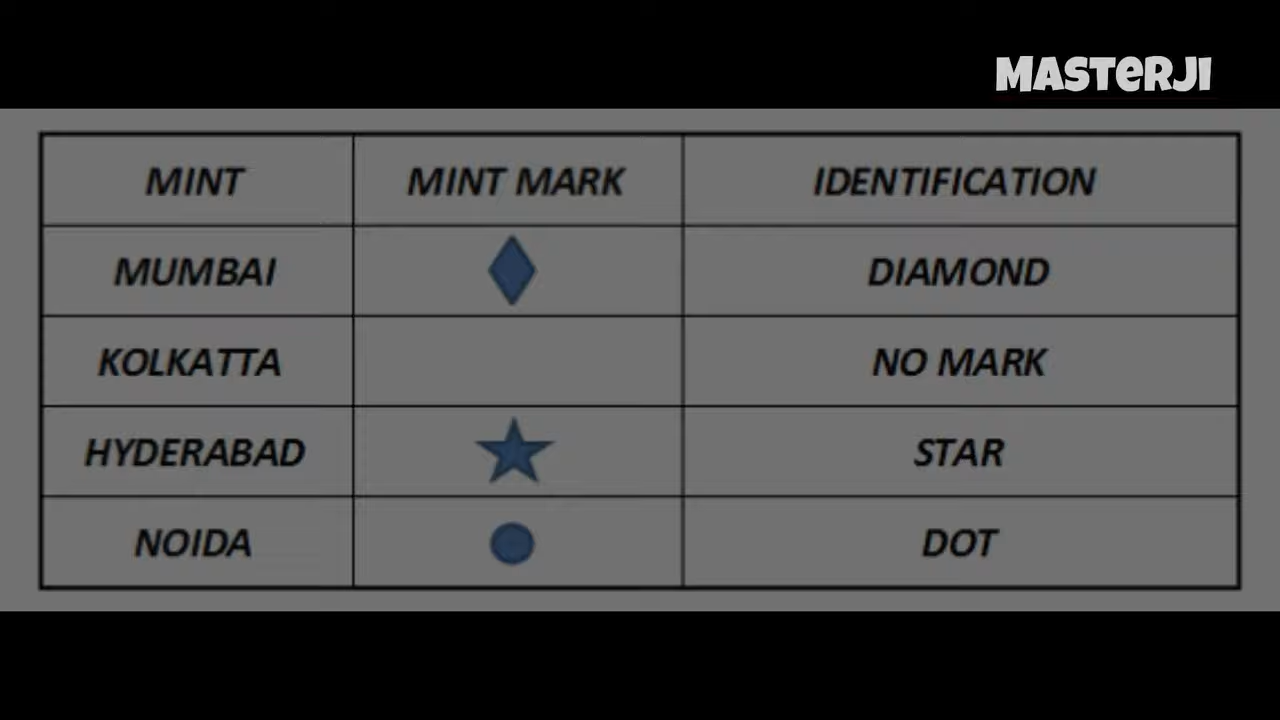 MASTeRJI
MINT MINT MARK IDENTIFICATION
MUMBAI DIAMOND
KOLKATTA NO MARK
HYDERABAD STAR
NOIDA DOT